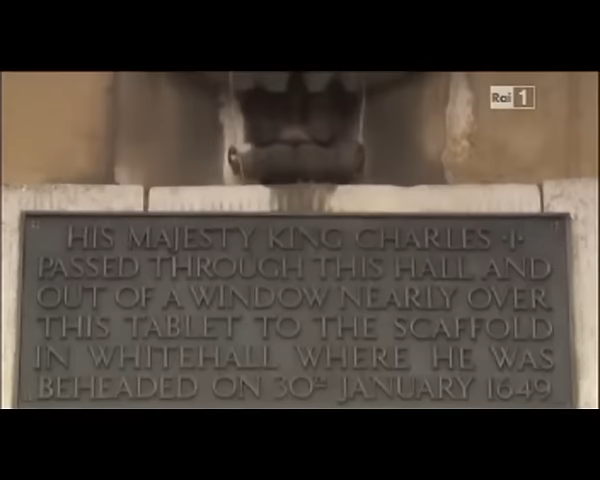 Rai 1
HIS MAJESTY KING CHARLES · I ·
PASSED THROUGH THIS HALL AND
OUT OF A WINDOW NEARLY OVER
THIS TABLET TO THE SCAFFOLD
IN WHITEHALL WHERE HE WAS
BEHEADED ON 30TH JANUARY 1649